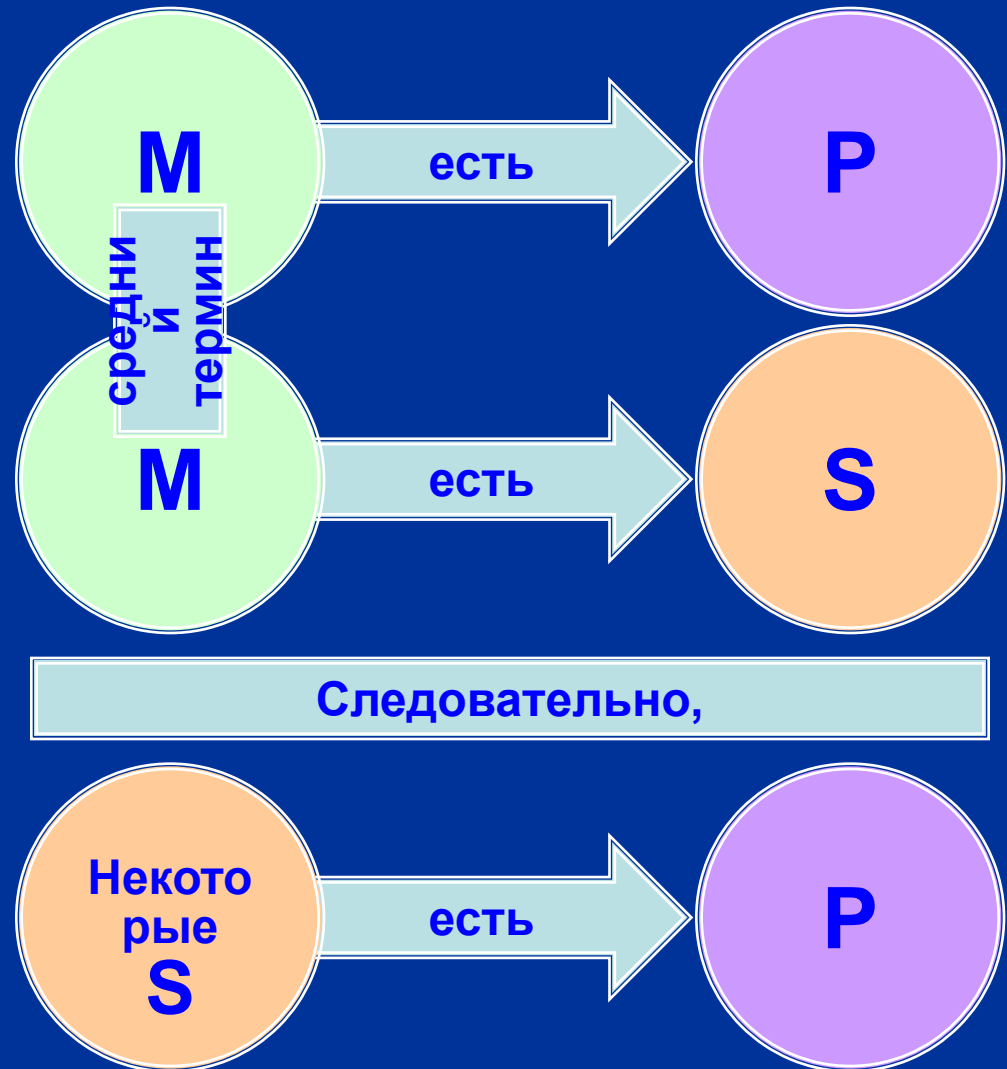 М
есть
Р
средни
й
термин
М
есть
S
Следовательно,
Некото
рые
S
есть
Р